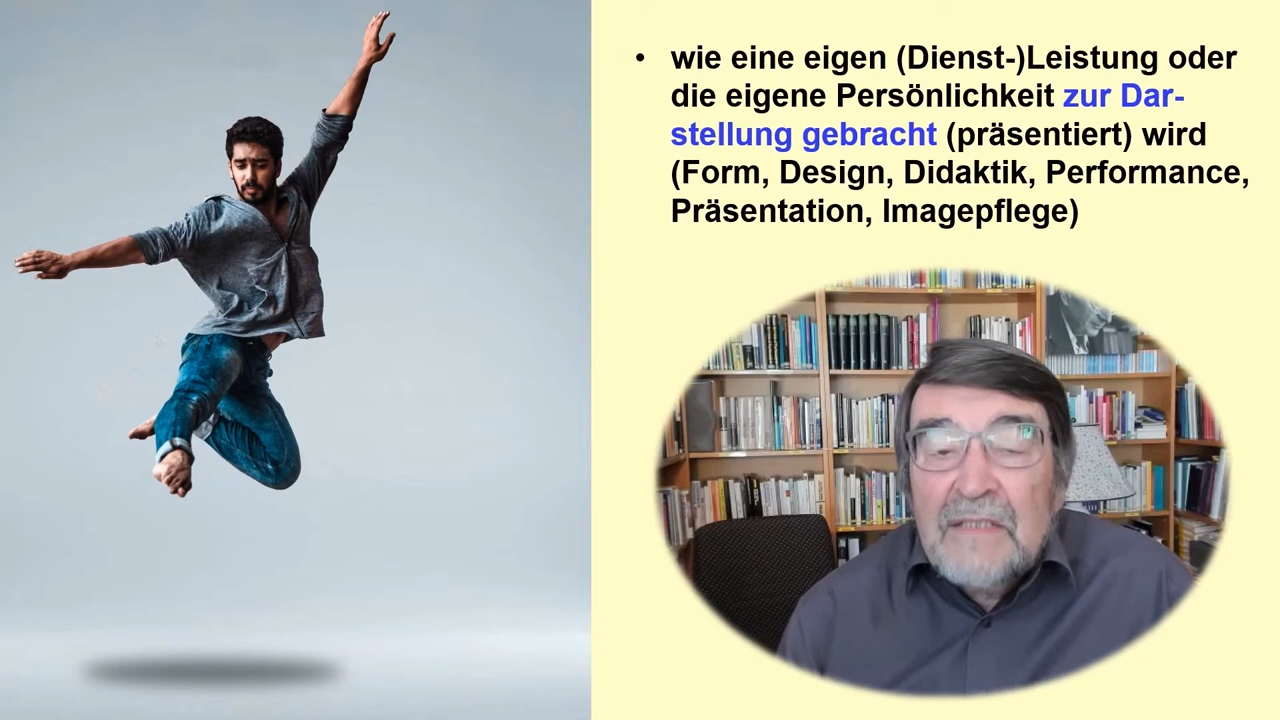 • wie eine eigen (Dienst-)Leistung oder
die eigene Persönlichkeit zur Dar-
stellung gebracht (präsentiert) wird
(Form, Design, Didaktik, Performance,
Präsentation, Imagepflege)